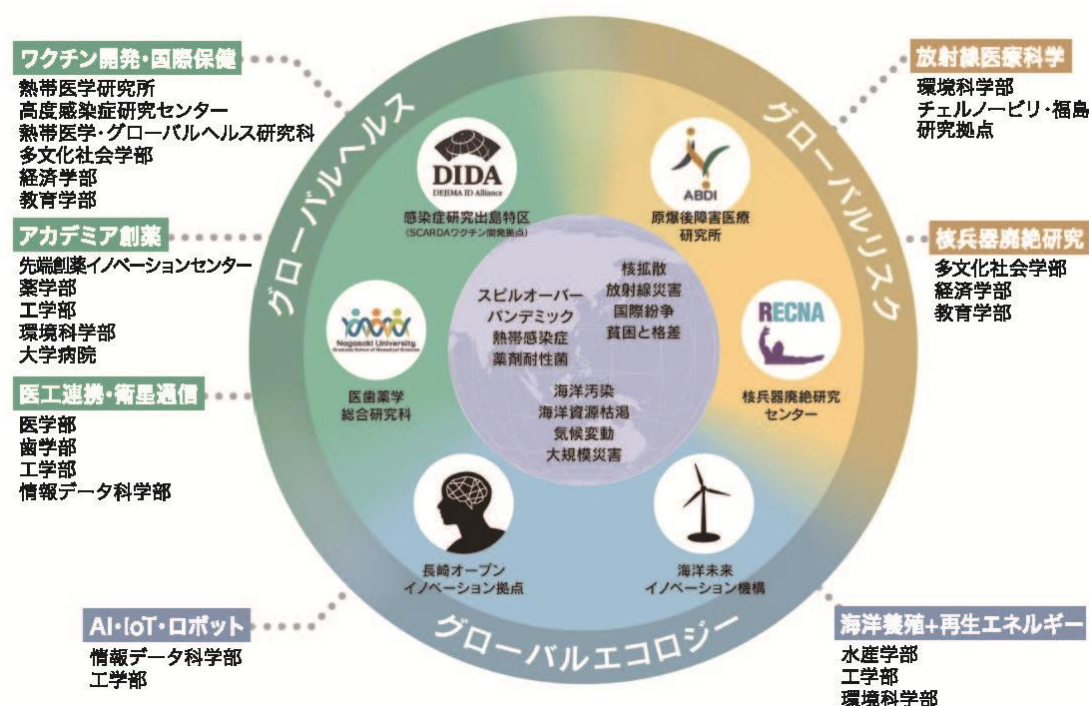 ワクチン開発・国際保健
熱帯医学研究所
高度感染症研究センター
熱帯医学・グローバルヘルス研究科
多文化社会学部
経済学部
教育学部
アカデミア創薬
先端創薬イノベーションセンター
薬学部
工学部
環境科学部
大学病院
医工連携・衛星通信
医学部
歯学部
工学部
情報データ科学部
AI・IoT・ロボット
情報データ科学部
工学部
グローバルヘルス
DIDA
DEJIMA ID Alliance
感染症研究出島特区
(SCARDAワクチン開発拠点)
Nagasaki University
Graduate School of Biomedical Sciences
医歯薬学
総合研究科
スピルオーバー
パンデミック
熱帯感染症
薬剤耐性菌
核拡散
放射線災害
国際紛争
貧困と格差
海洋汚染
海洋資源枯渇
気候変動
大規模災害
グローバルリスク
ABDI
原爆後障害医療
研究所
RECNA
核兵器廃絶研究
センター
長崎オープン
イノベーション拠点
海洋未来
イノベーション機構
グローバルエコロジー
放射線医療科学
環境科学部
チェルノービリ・福島
研究拠点
核兵器廃絶研究
多文化社会学部
経済学部
教育学部
海洋養殖+再生エネルギー
水産学部
工学部
環境科学部